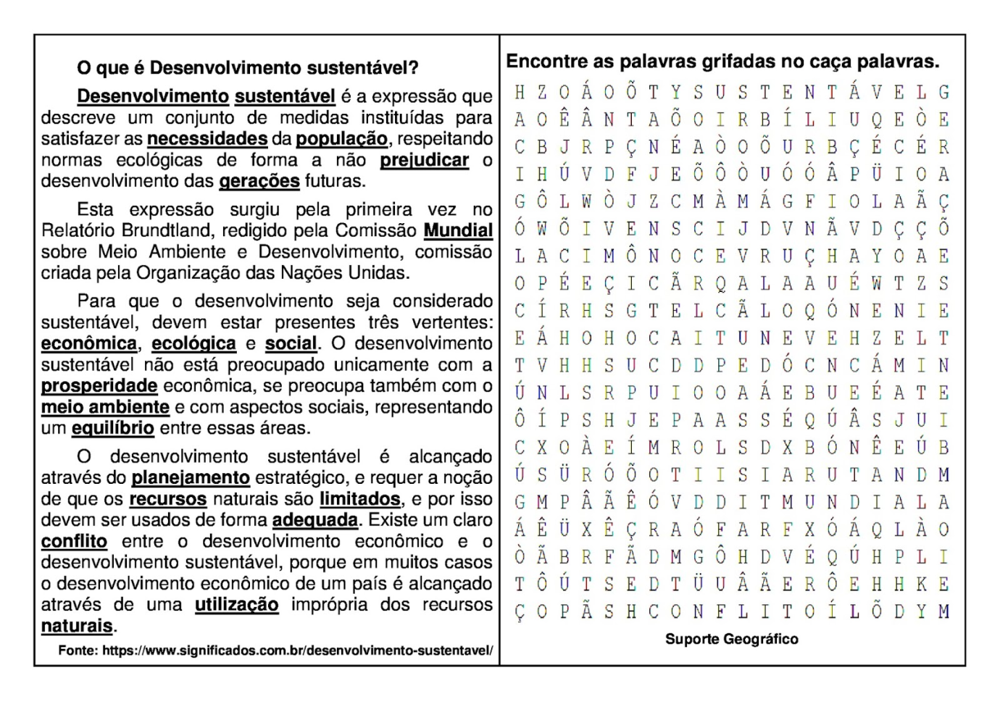 O que é Desenvolvimento sustentável?
Desenvolvimento sustentável é a expressão que
descreve um conjunto de medidas instituídas para
satisfazer as necessidades da população, respeitando
normas ecológicas de forma a não prejudicar o
desenvolvimento das gerações futuras.
Esta expressão surgiu pela primeira vez no
Relatório Brundtland, redigido pela Comissão Mundial
sobre Meio Ambiente e Desenvolvimento, comissão
criada pela Organização das Nações Unidas.
Para que o desenvolvimento seja considerado
sustentável, devem estar presentes três vertentes:
econômica, ecológica e social. O desenvolvimento
sustentável não está preocupado unicamente com a
prosperidade econômica, se preocupa também com o
meio ambiente e com aspectos sociais, representando
um equilíbrio entre essas áreas.
O desenvolvimento sustentável é alcançado
através do planejamento estratégico, e requer a noção
de que os recursos naturais são limitados, e por isso
devem ser usados de forma adequada. Existe um claro
conflito entre o desenvolvimento econômico e o
desenvolvimento sustentável, porque em muitos casos
o desenvolvimento econômico de um país é alcançado
através de uma utilização imprópria dos recursos
naturais.
Fonte: https://www.significados.com.br/desenvolvimento-sustentavel/
Encontre as palavras grifadas no caça palavras.
H Z O Á O Õ T Y S U S T E N T Á V E L G
A O Ê Â N T A Õ O I R B Í L I U Q E Ò E
C B J R P Ç N É A Ò O Õ U R B Ç É C É R
I H Ú V D F J E Õ Ô Ò U Ó Ó Â P Ü I O A
G Ô L W Ò J Z C M À M Á G F I O L A Ã Ç
Ó W Õ I V E N S C I J D V N Ã V D Ç Ç Õ
L A C I M Ô N O C E V R U Ç H A Y O A E
O P É E Ç I C Ã R Q A L A A U É W T Z S
C Í R H S G T E L C Ã L O Q Ó N E N I E
E Á H O H O C A I T U N E V E H Z E L T
T V H H S U C D D P E D Ó C N C Á M I N
Ú N L S R P U I O O A Á E B U E É A T E
Ô Í P S H J E P A A S S É Q Ú Â S J U I
C X O À E Í M R O L S D X B Ó N Ê E Ú B
Ú S Ü R Ó Õ O T I I S I A R U T A N D M
G M P Â Ã Ê Ó V D D I T M U N D I A L A
Á Ê Ü X Ê Ç R A Ó F A R F X Ó Á Q L À O
Ò Ã B R F Ã D M G Ô H D V É Q Ú H P L I
T Ô Ú T S E D T Ü U Â Ã E R Ô E H H K E
Ç O P Ã S H C O N F L I T O Í L Õ D Y M
Suporte Geográfico